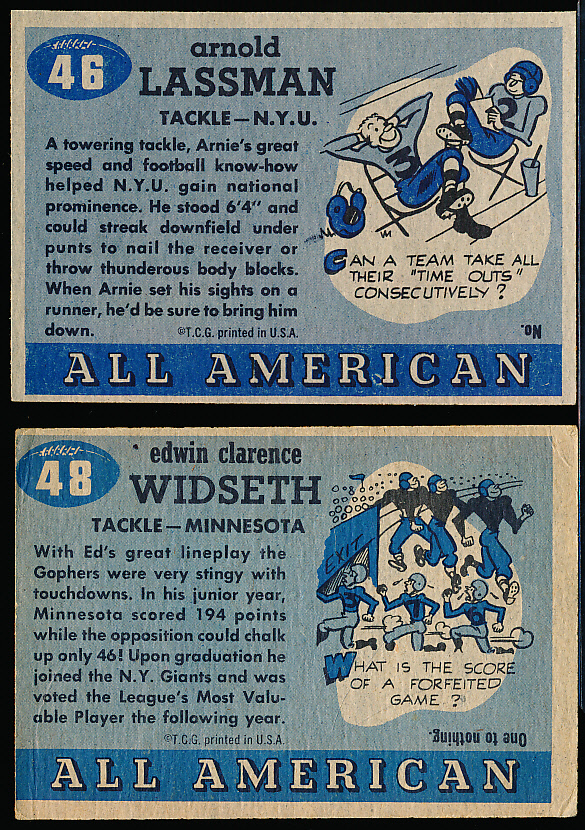 46
arnold
LASSMAN
TACKLE—N.Y.U.
A towering tackle, Arnie's great
speed and football know-how
helped N.Y.U. gain national
prominence. He stood 6'4" and
could streak downfield under
punts to nail the receiver or
throw thunderous body blocks.
When Arnie set his sights on a
runner, he'd be sure to bring him
down.
©T.C.G. printed in U.S.A.
2
CAN A TEAM TAKE ALL
THEIR "TIME OUTS"
CONSECUTIVELY ?
No.
ALL AMERICAN
48
edwin clarence
WIDSETH
TACKLE—MINNESOTA
With Ed's great lineplay the
Gophers were very stingy with
touchdowns. In his junior year,
Minnesota scored 194 points
while the opposition could chalk
up only 46! Upon graduation he
joined the N.Y. Giants and was
voted the League's Most Valu-
able Player the following year.
©T.C.G. printed in U.S.A.
EXIT
WHAT IS THE SCORE
OF A FORFEITED
GAME ?
One to nothing.
ALL AMERICAN